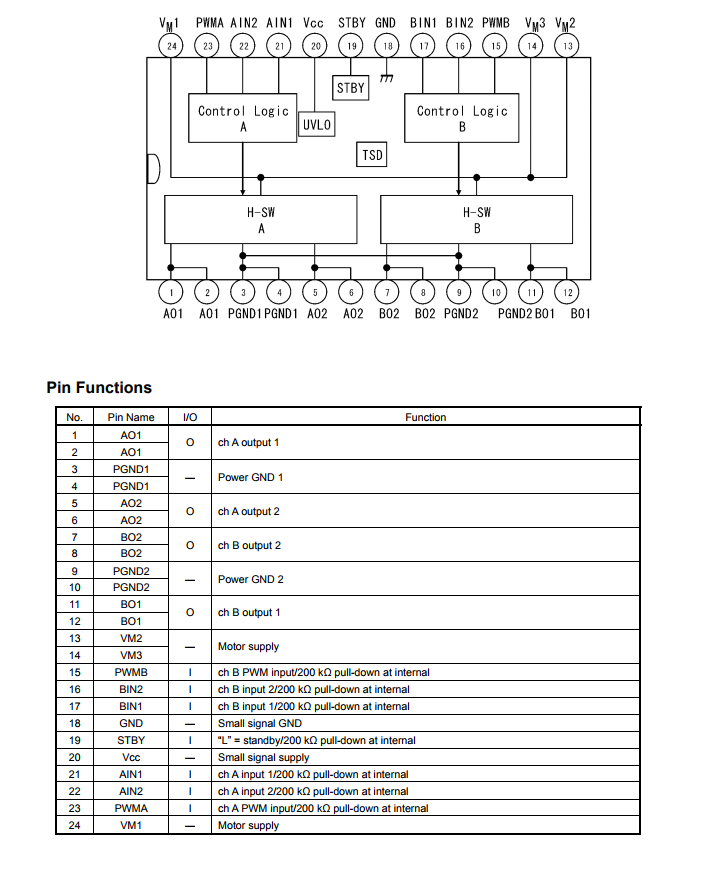 VM1 PWMA AIN2 AIN1 Vcc STBY GND BIN1 BIN2 PWMB VM3 VM2
24 23 22 21 20 19 18 17 16 15 14 13
STBY
Control Logic
A
Control Logic
B
UVLO
TSD
H-SW
A
H-SW
B
1 2 3 4 5 6 7 8 9 10 11 12
AO1 AO1 PGND1 PGND1 AO2 AO2 BO2 BO2 PGND2 PGND2 BO1 BO1
Pin Functions
No. Pin Name I/O Function
1 AO1 O ch A output 1
2 AO1
3 PGND1 — Power GND 1
4 PGND1
5 AO2 O ch A output 2
6 AO2
7 BO2 O ch B output 2
8 BO2
9 PGND2 — Power GND 2
10 PGND2
11 BO1 O ch B output 1
12 BO1
13 VM2 — Motor supply
14 VM3
15 PWMB I ch B PWM input/200 kΩ pull-down at internal
16 BIN2 I ch B input 2/200 kΩ pull-down at internal
17 BIN1 I ch B input 1/200 kΩ pull-down at internal
18 GND — Small signal GND
19 STBY I “L” = standby/200 kΩ pull-down at internal
20 Vcc — Small signal supply
21 AIN1 I ch A input 1/200 kΩ pull-down at internal
22 AIN2 I ch A input 2/200 kΩ pull-down at internal
23 PWMA I ch A PWM input/200 kΩ pull-down at internal
24 VM1 — Motor supply